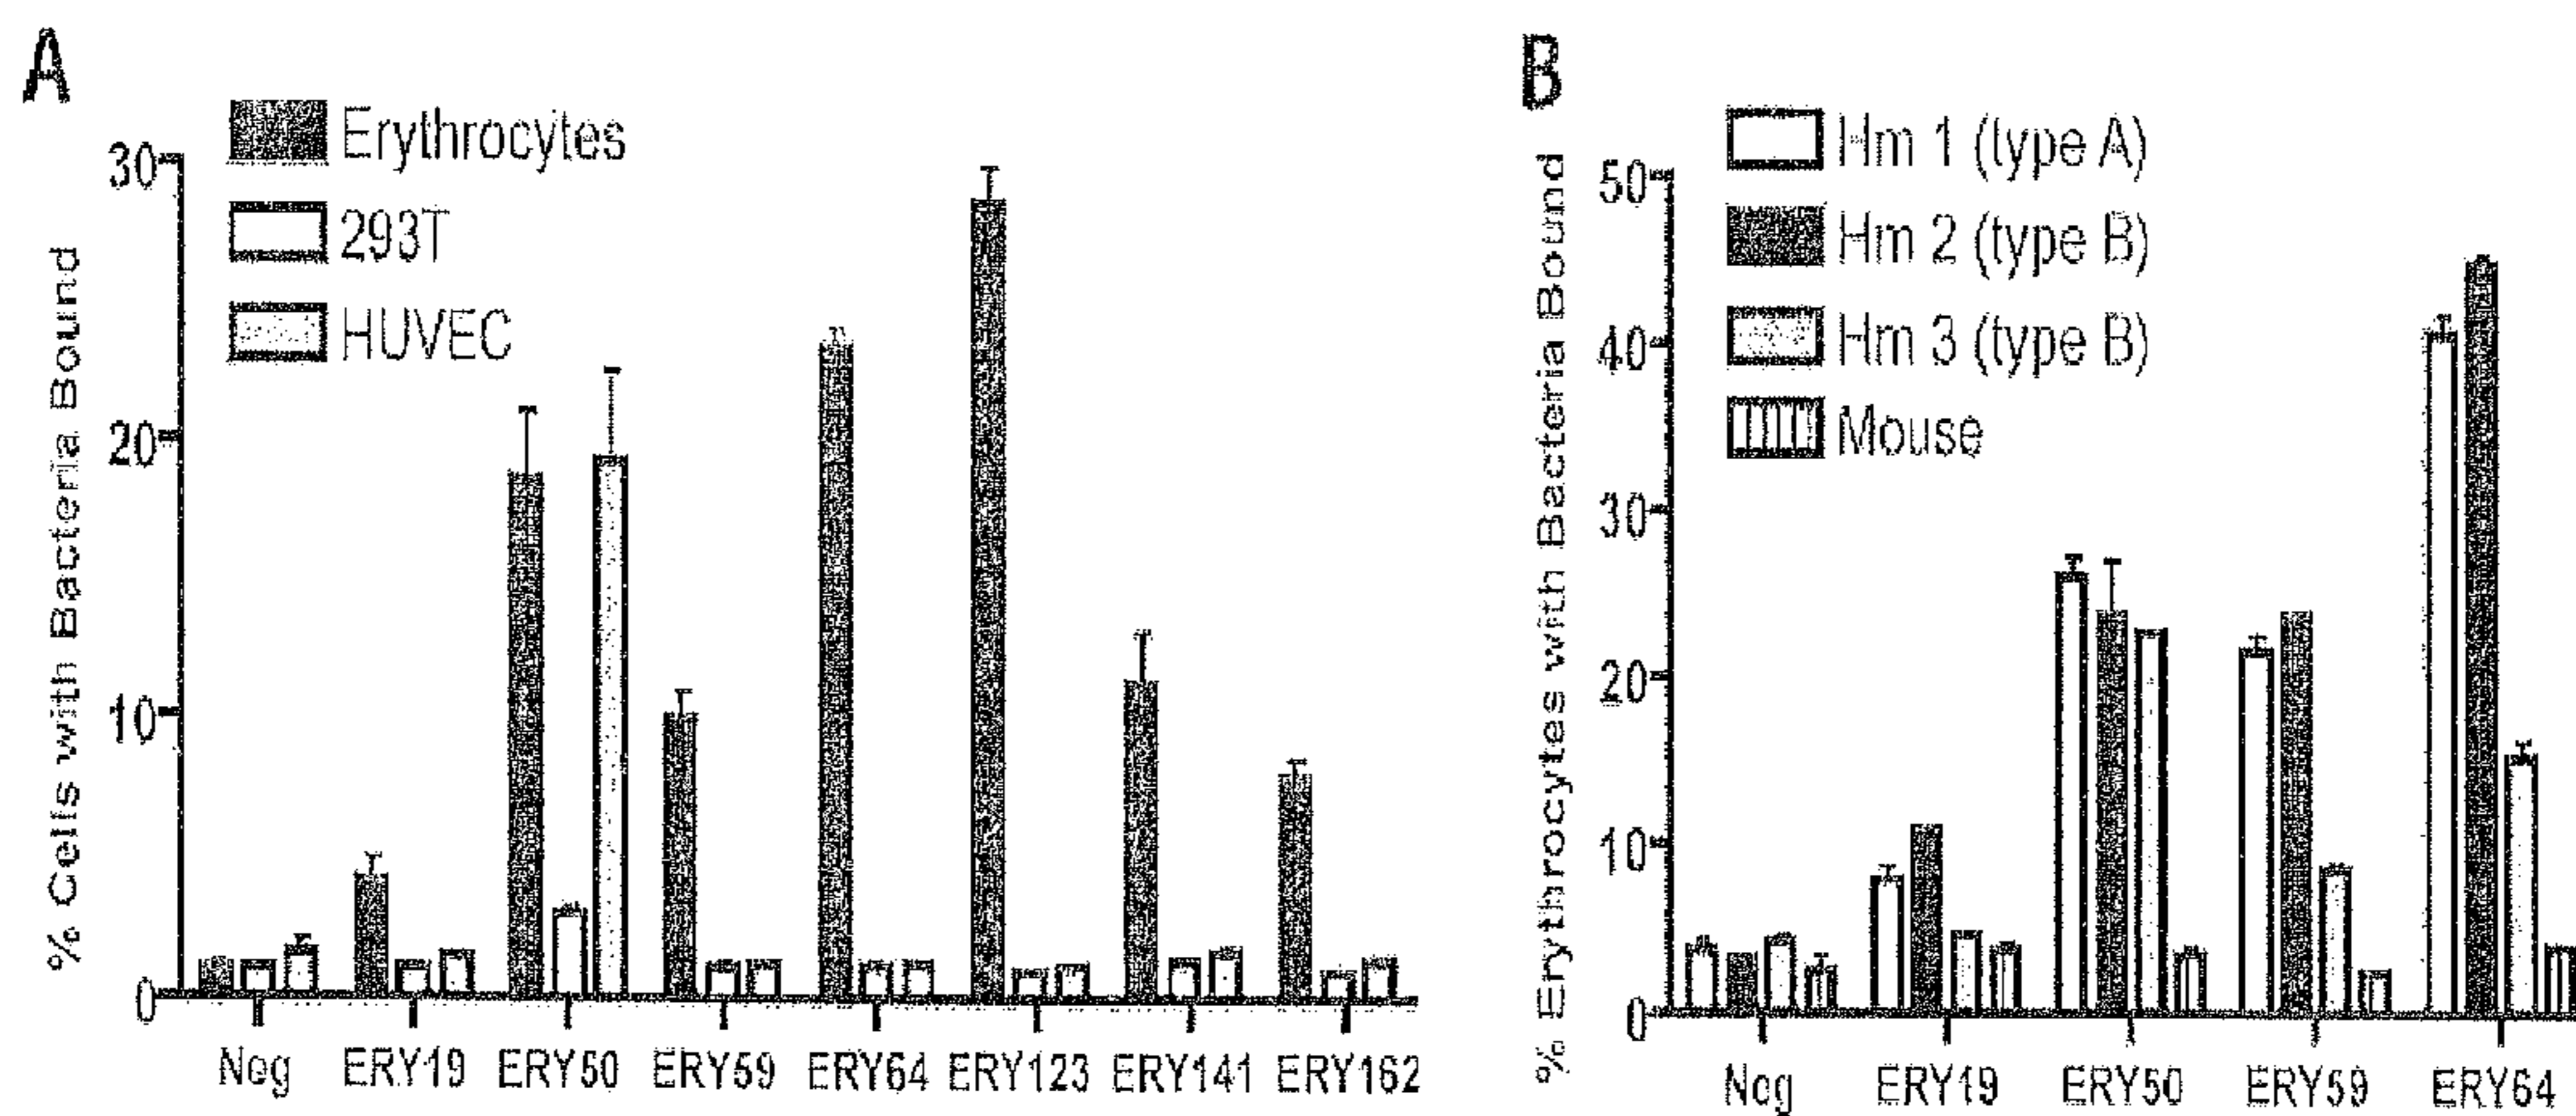 A
Erythrocytes
293T
HUVEC
% Cells with Bacteria Bound
30
20
10
0
Neg ERY19 ERY50 ERY59 ERY64 ERY123 ERY141 ERY162
B
Hm 1 (type A)
Hm 2 (type B)
Hm 3 (type B)
Mouse
% Erythrocytes with Bacteria Bound
50
40
30
20
10
0
Neg ERY19 ERY50 ERY59 ERY64